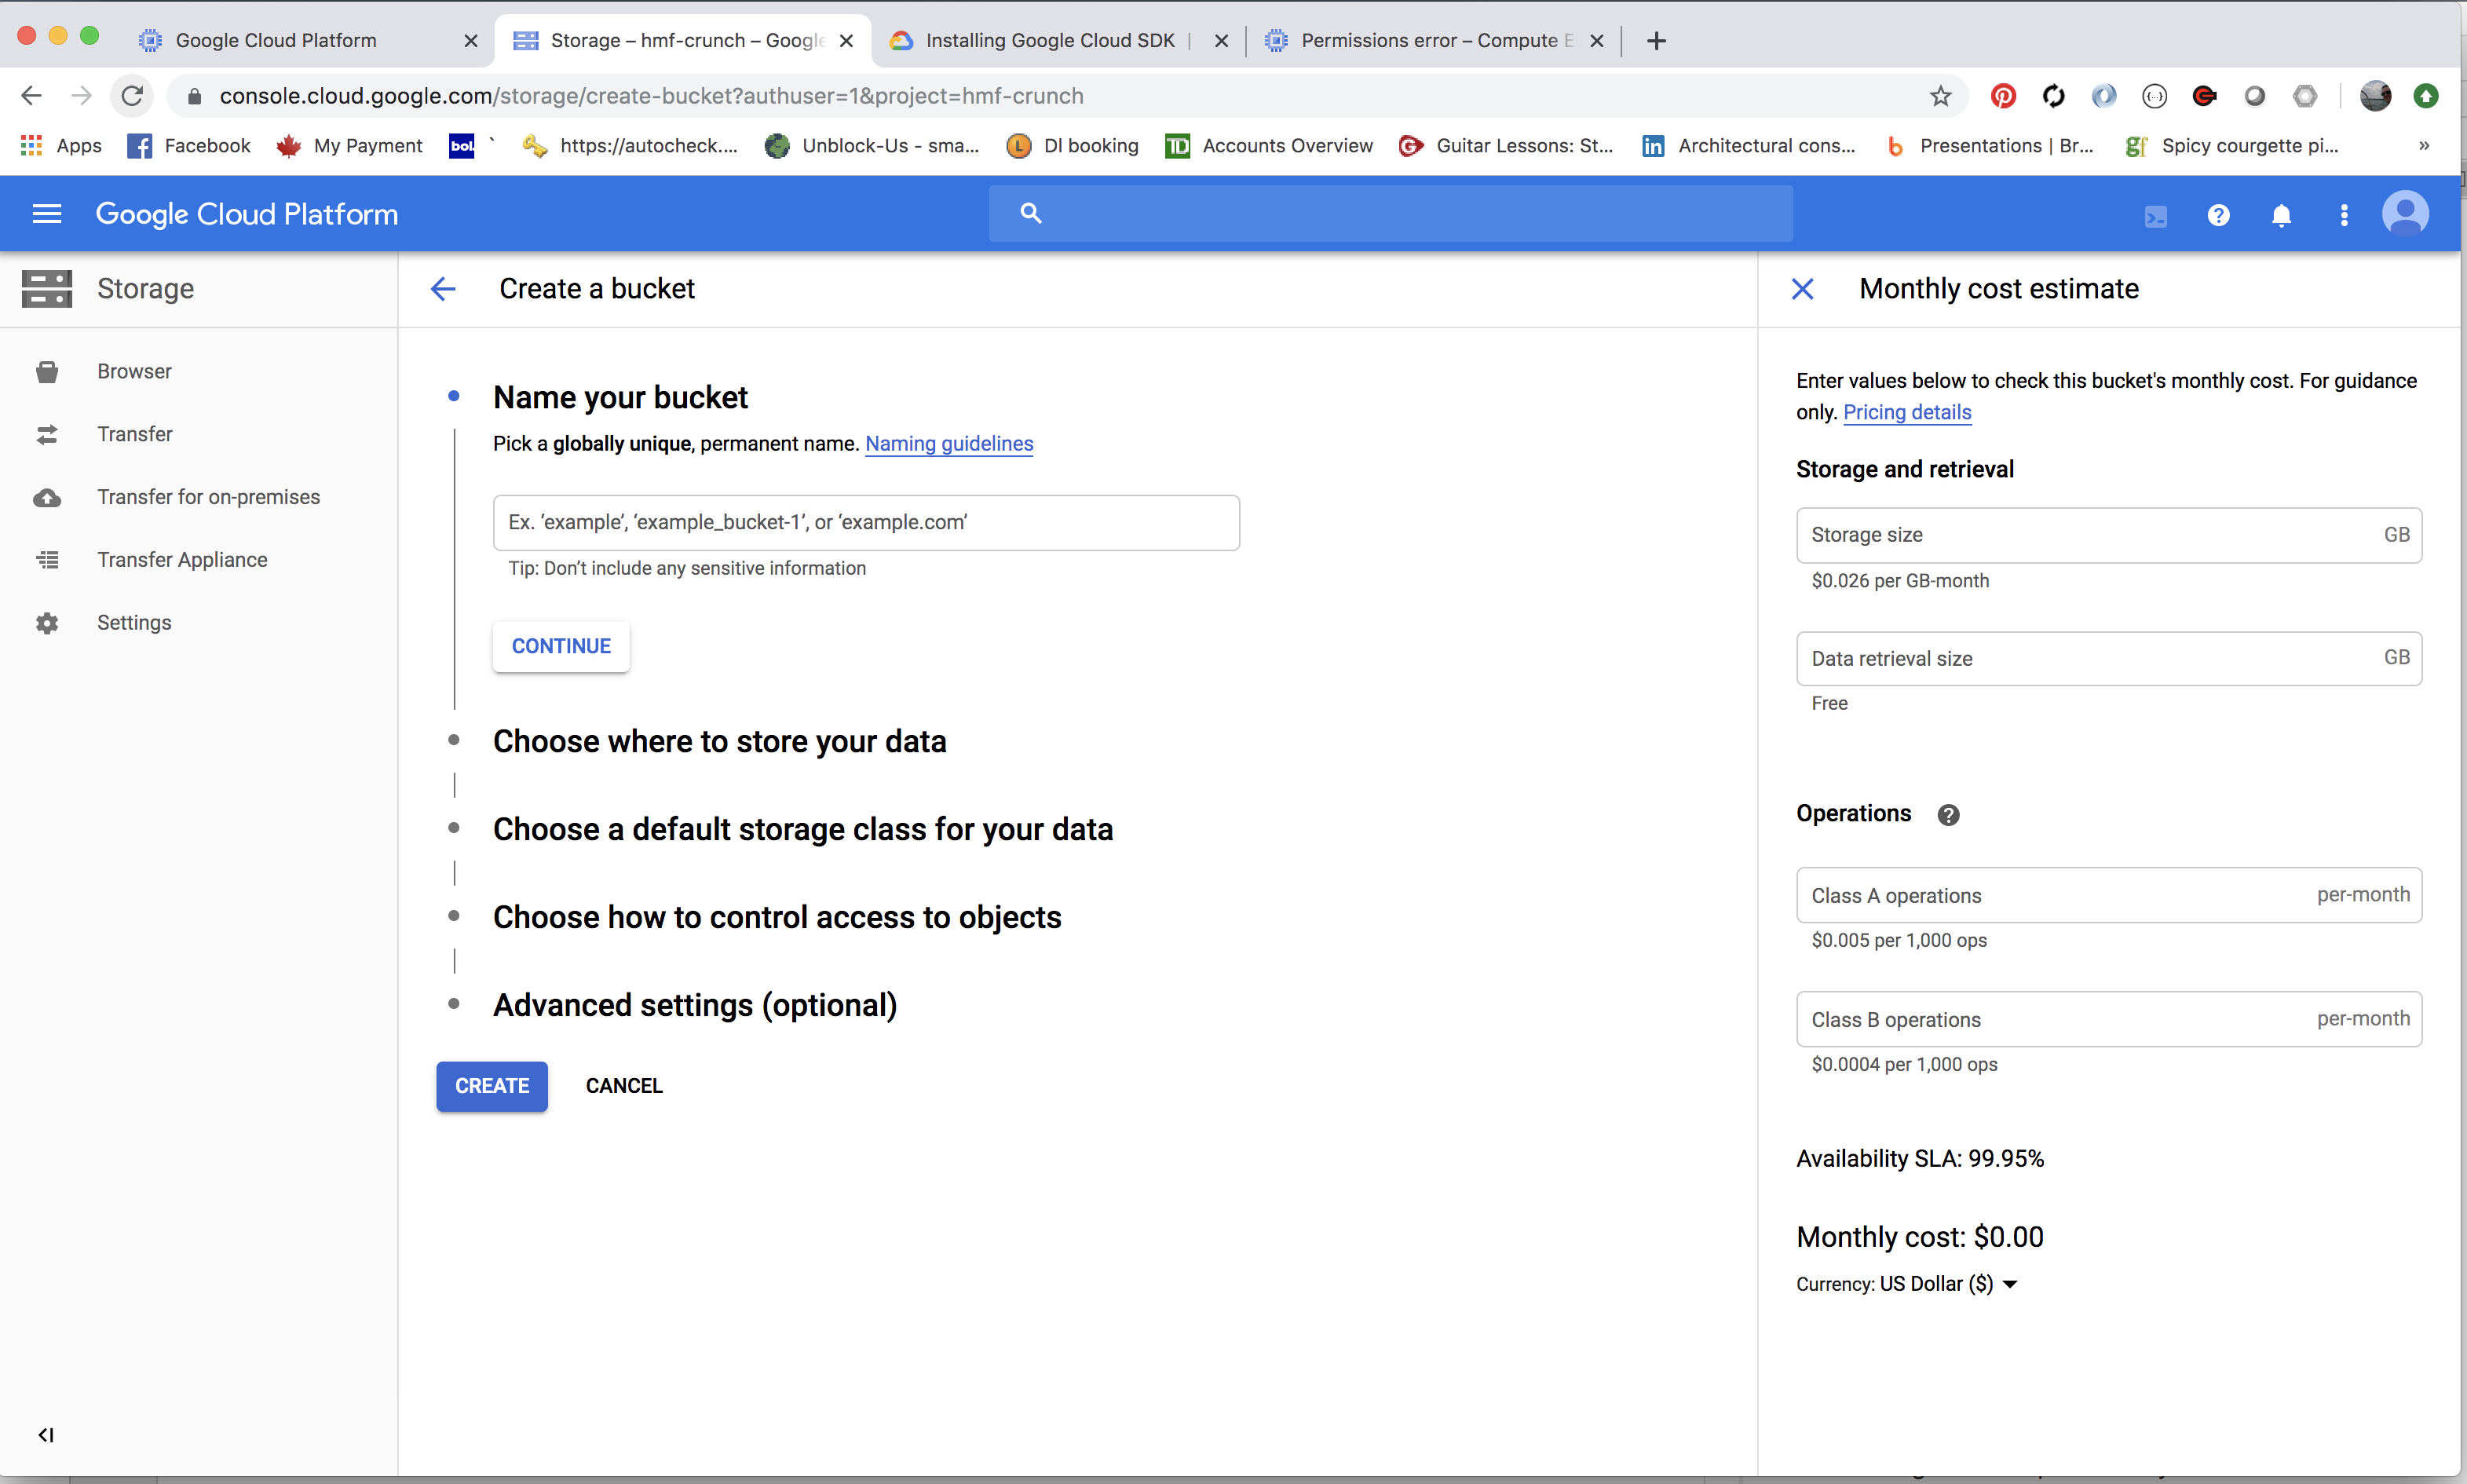 Google Cloud Platform
Storage – hmf-crunch – Google
Installing Google Cloud SDK |
Permissions error – Compute E
console.cloud.google.com/storage/create-bucket?authuser=1&project=hmf-crunch
Apps
Facebook
My Payment
bol.
`
https://autocheck....
Unblock-Us - sma...
DI booking
TD
Accounts Overview
Guitar Lessons: St...
in
Architectural cons...
b
Presentations | Br...
gf
Spicy courgette pi...
»
Google Cloud Platform
Storage
Browser
Transfer
Transfer for on-premises
Transfer Appliance
Settings
Create a bucket
Name your bucket
Pick a globally unique, permanent name. Naming guidelines
Ex. ‘example’, ‘example_bucket-1’, or ‘example.com’
Tip: Don’t include any sensitive information
CONTINUE
Choose where to store your data
Choose a default storage class for your data
Choose how to control access to objects
Advanced settings (optional)
CREATE
CANCEL
Monthly cost estimate
Enter values below to check this bucket's monthly cost. For guidance
only. Pricing details
Storage and retrieval
Storage size GB
$0.026 per GB-month
Data retrieval size GB
Free
Operations
Class A operations per-month
$0.005 per 1,000 ops
Class B operations per-month
$0.0004 per 1,000 ops
Availability SLA: 99.95%
Monthly cost: $0.00
Currency: US Dollar ($)